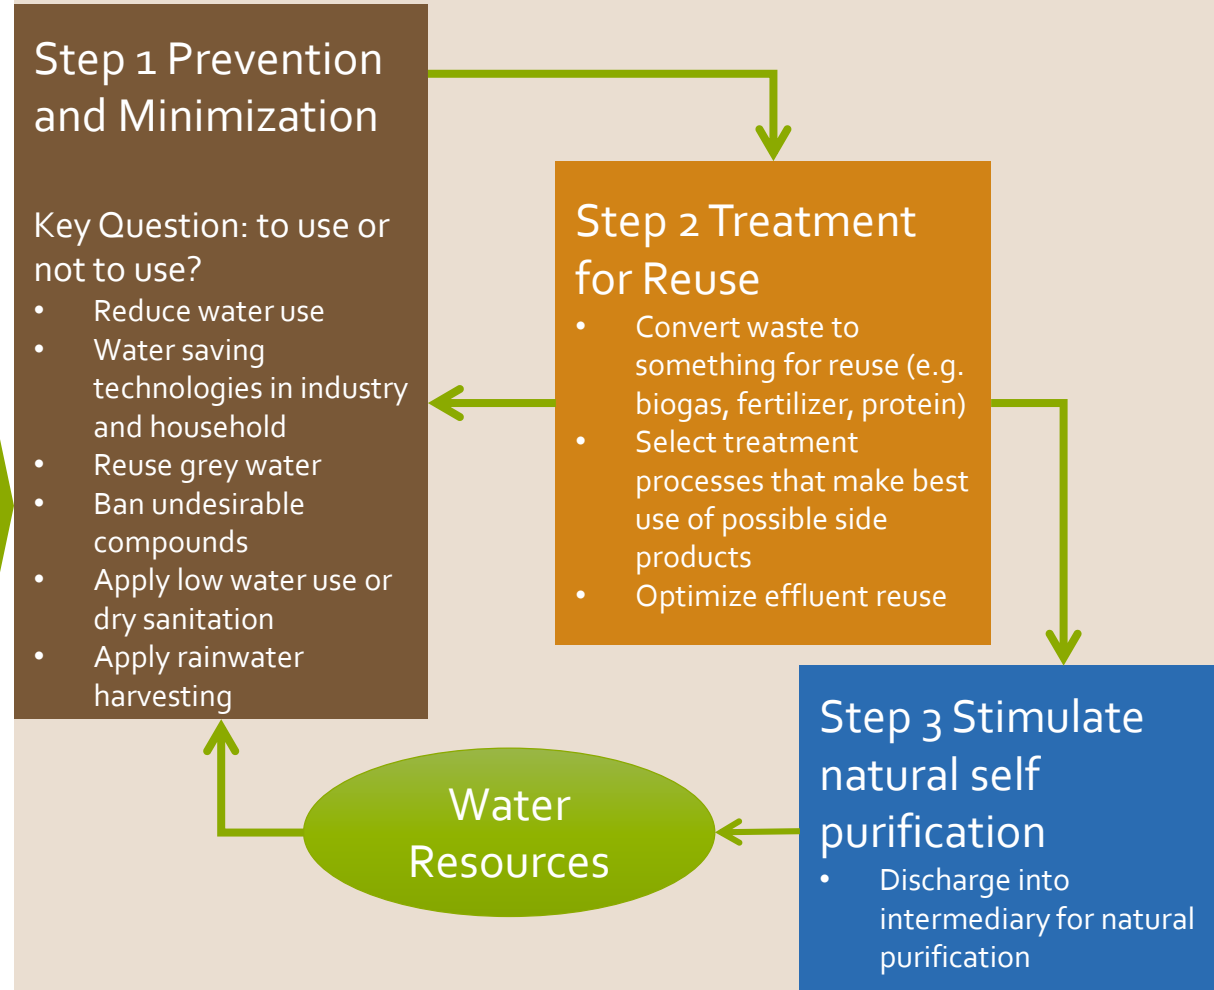 Step 1 Prevention
and Minimization
Key Question: to use or
not to use?
• Reduce water use
• Water saving
technologies in industry
and household
• Reuse grey water
• Ban undesirable
compounds
• Apply low water use or
dry sanitation
• Apply rainwater
harvesting
Step 2 Treatment
for Reuse
• Convert waste to
something for reuse (e.g.
biogas, fertilizer, protein)
• Select treatment
processes that make best
use of possible side
products
• Optimize effluent reuse
Step 3 Stimulate
natural self
purification
• Discharge into
intermediary for natural
purification
Water
Resources